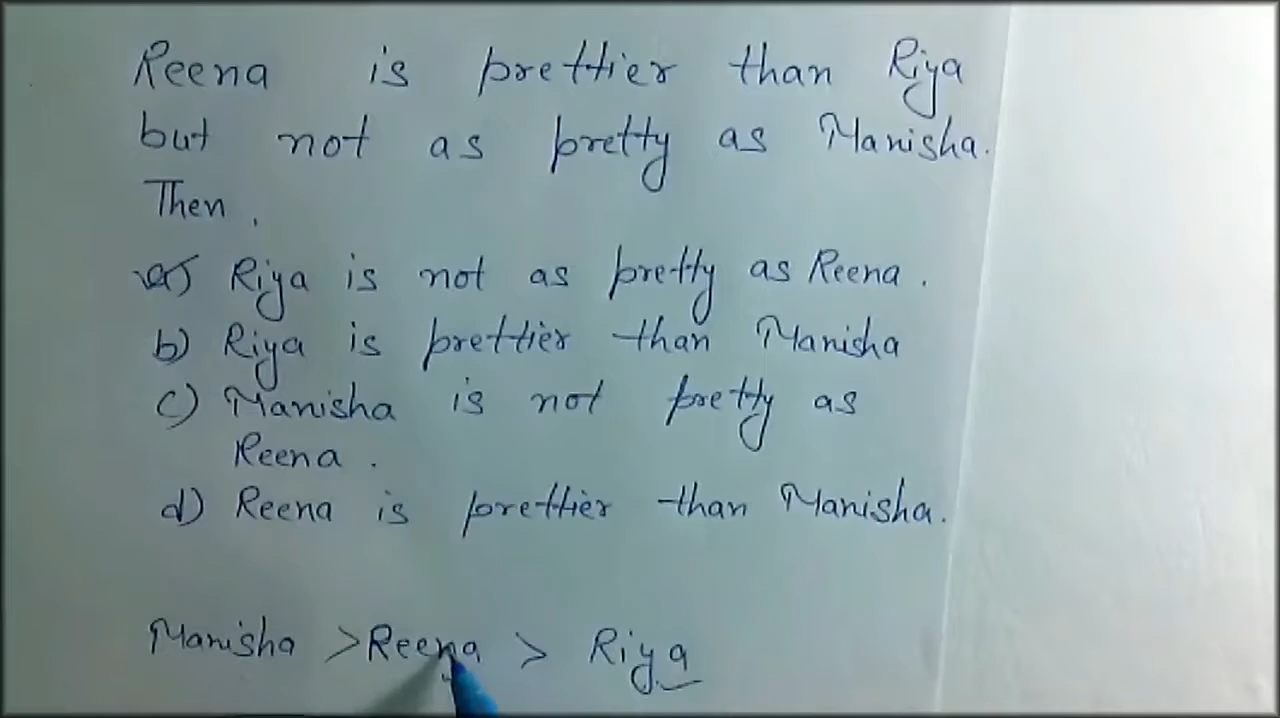 Reena is prettier than Riya
but not as pretty as Manisha.
Then,
a) Riya is not as pretty as Reena.
b) Riya is prettier than Manisha
c) Manisha is not pretty as
Reena.
d) Reena is prettier than Manisha.
Manisha > Reena > Riya